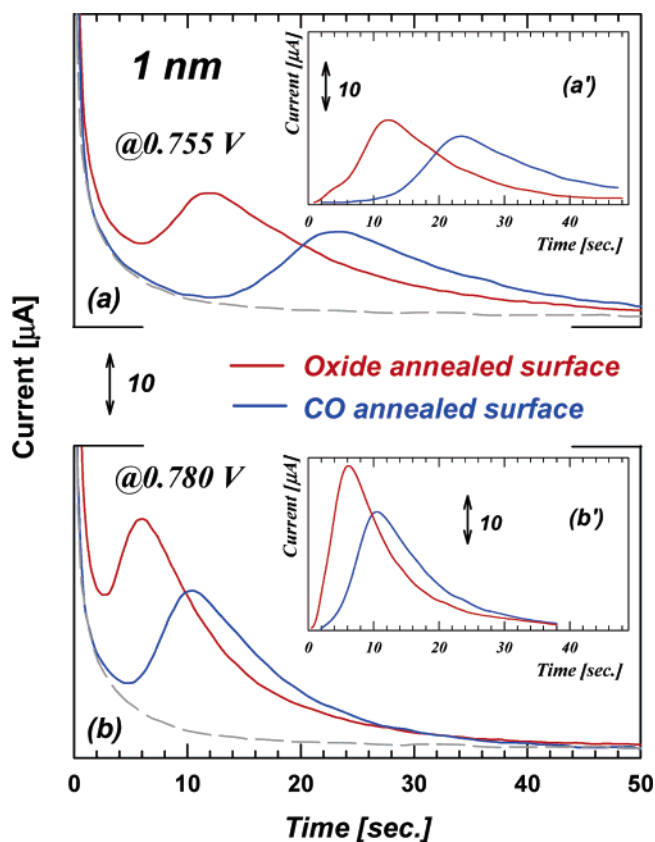 1 nm
@0.755 V
(a)
Current [μA]
10
(a')
0 10 20 30 40
Time [sec.]
Current [μA]
10
Oxide annealed surface
CO annealed surface
@0.780 V
(b)
Current [μA]
10
(b')
0 10 20 30 40
Time [sec.]
0 10 20 30 40 50
Time [sec.]